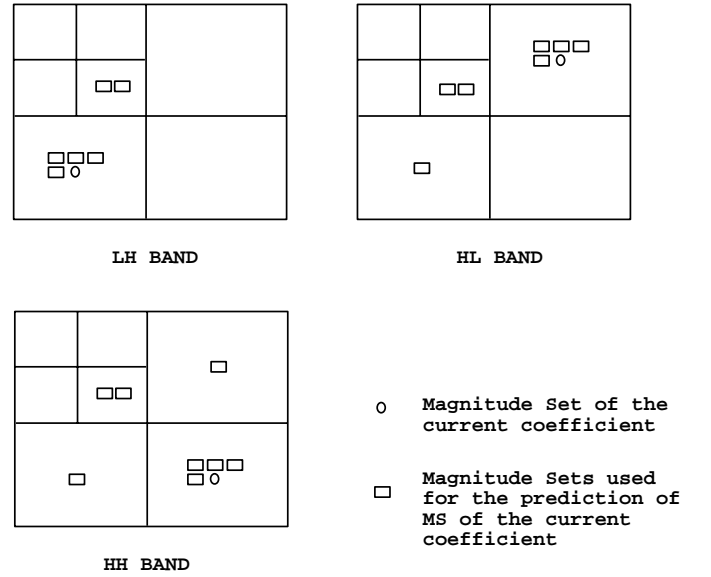 LH BAND
HL BAND
HH BAND
Magnitude Set of the
current coefficient
Magnitude Sets used
for the prediction of
MS of the current
coefficient